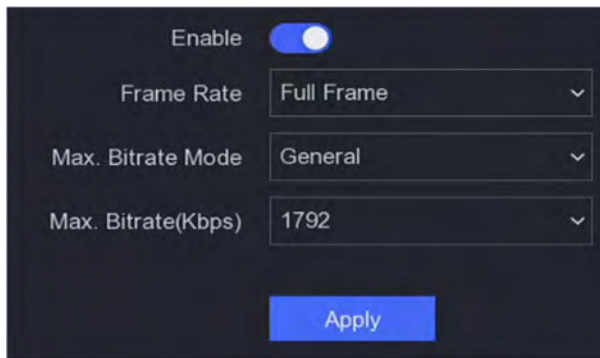 Enable
Frame Rate Full Frame
Max. Bitrate Mode General
Max. Bitrate(Kbps) 1792
Apply